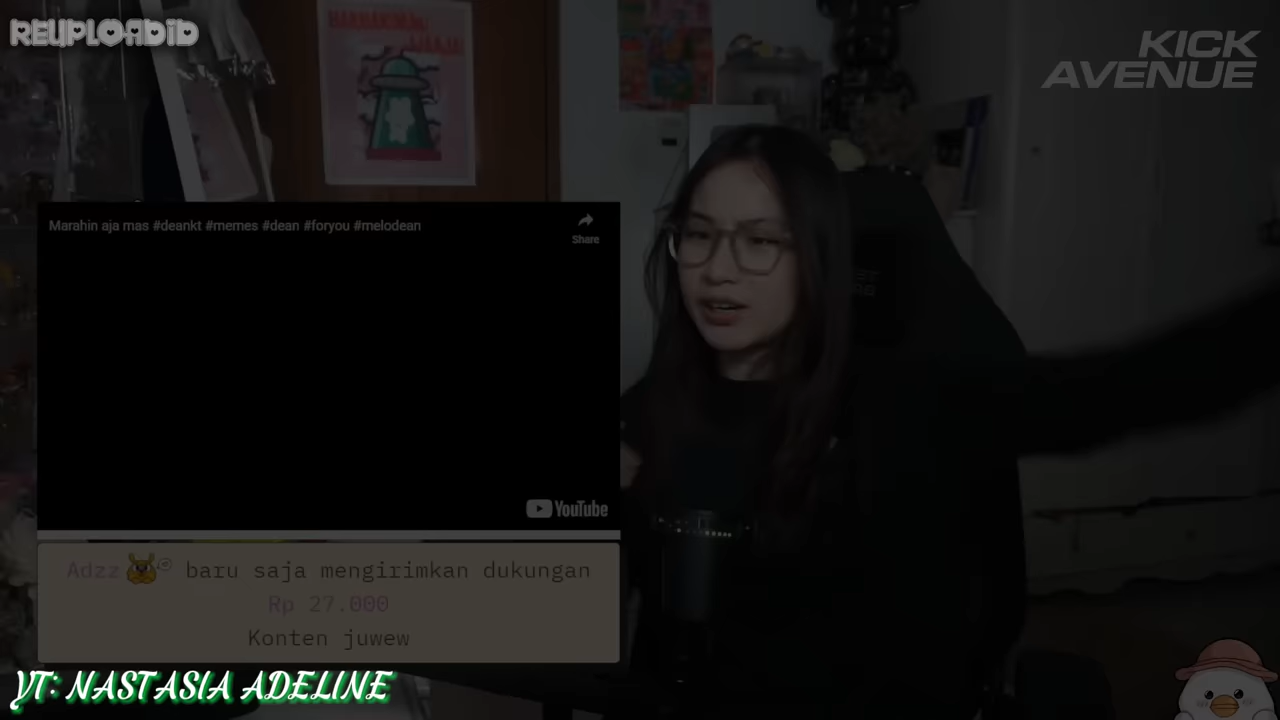 REUPLOADID
KICK
AVENUE
Marahin aja mas #deankt #memes #dean #foryou #melodean
Share
YouTube
Adzz baru saja mengirimkan dukungan
Rp 27.000
Konten juwew
YT: NASTASIA ADELINE